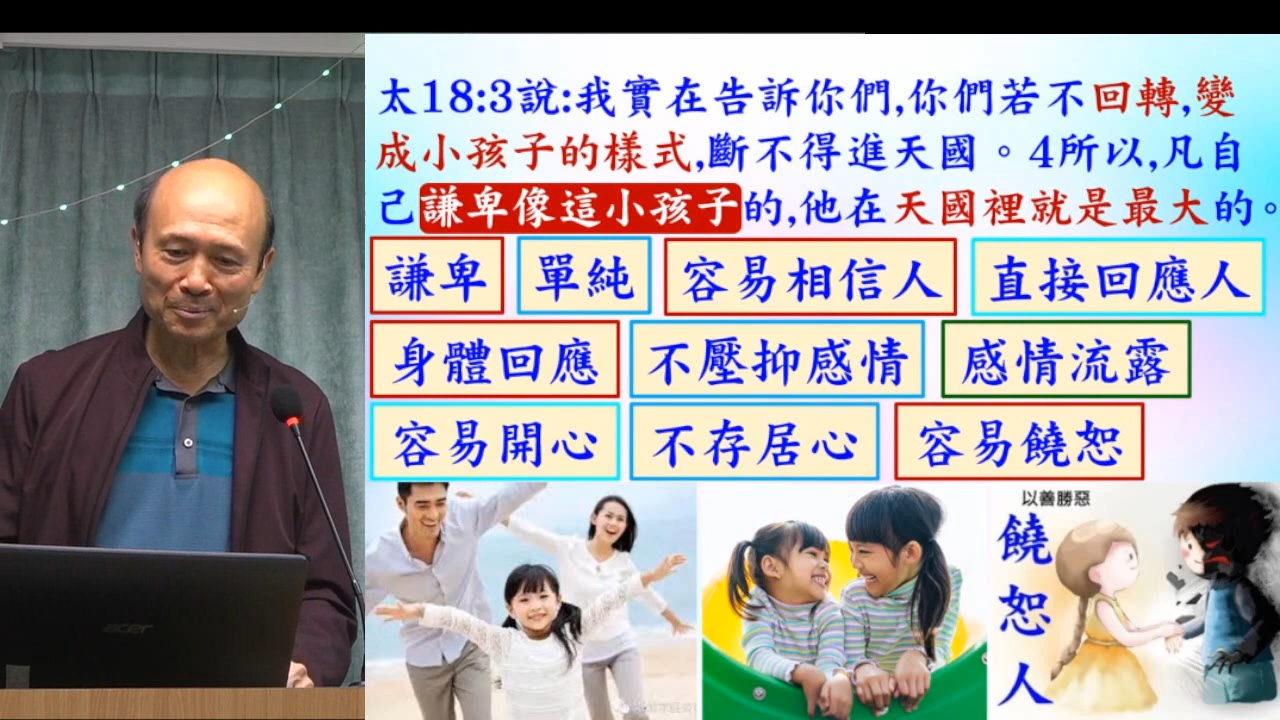 太18:3說:我實在告訴你們,你們若不回轉,變
成小孩子的樣式,斷不得進天國。4所以,凡自
己謙卑像這小孩子的,他在天國裡就是最大的。
謙卑 單純 容易相信人 直接回應人
身體回應 不壓抑感情 感情流露
容易開心 不存居心 容易饒恕
以善勝惡
饒恕人
acer